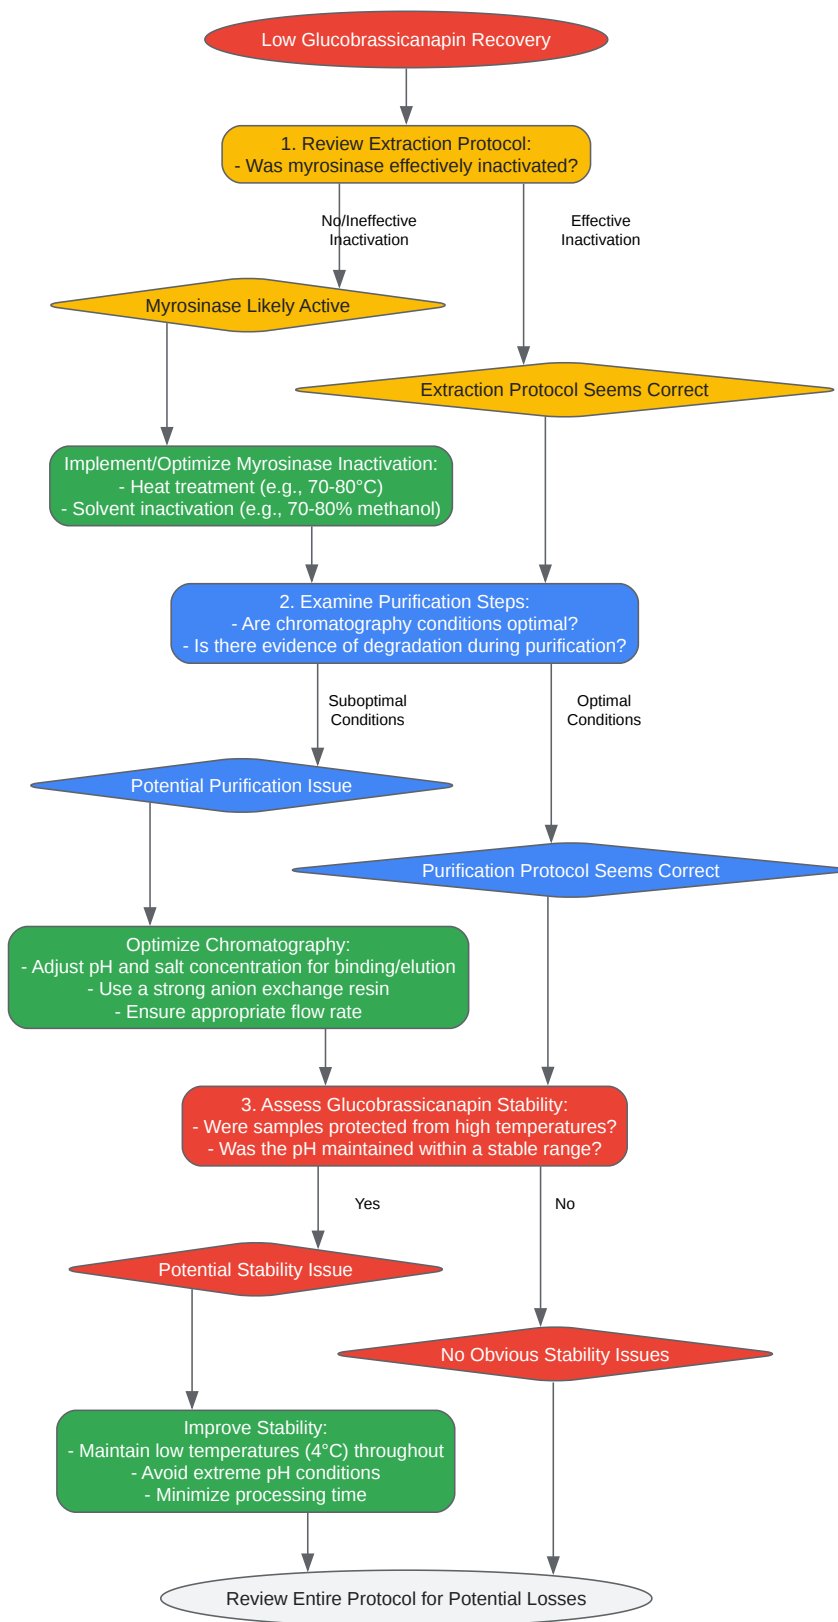 Low Glucobrassicanapin Recovery
1. Review Extraction Protocol:
- Was myrosinase effectively inactivated?
No/Ineffective
Inactivation
Effective
Inactivation
Myrosinase Likely Active
Extraction Protocol Seems Correct
Implement/Optimize Myrosinase Inactivation:
- Heat treatment (e.g., 70-80°C)
- Solvent inactivation (e.g., 70-80% methanol)
2. Examine Purification Steps:
- Are chromatography conditions optimal?
- Is there evidence of degradation during purification?
Suboptimal
Conditions
Optimal
Conditions
Potential Purification Issue
Purification Protocol Seems Correct
Optimize Chromatography:
- Adjust pH and salt concentration for binding/elution
- Use a strong anion exchange resin
- Ensure appropriate flow rate
3. Assess Glucobrassicanapin Stability:
- Were samples protected from high temperatures?
- Was the pH maintained within a stable range?
Yes
No
Potential Stability Issue
No Obvious Stability Issues
Improve Stability:
- Maintain low temperatures (4°C) throughout
- Avoid extreme pH conditions
- Minimize processing time
Review Entire Protocol for Potential Losses